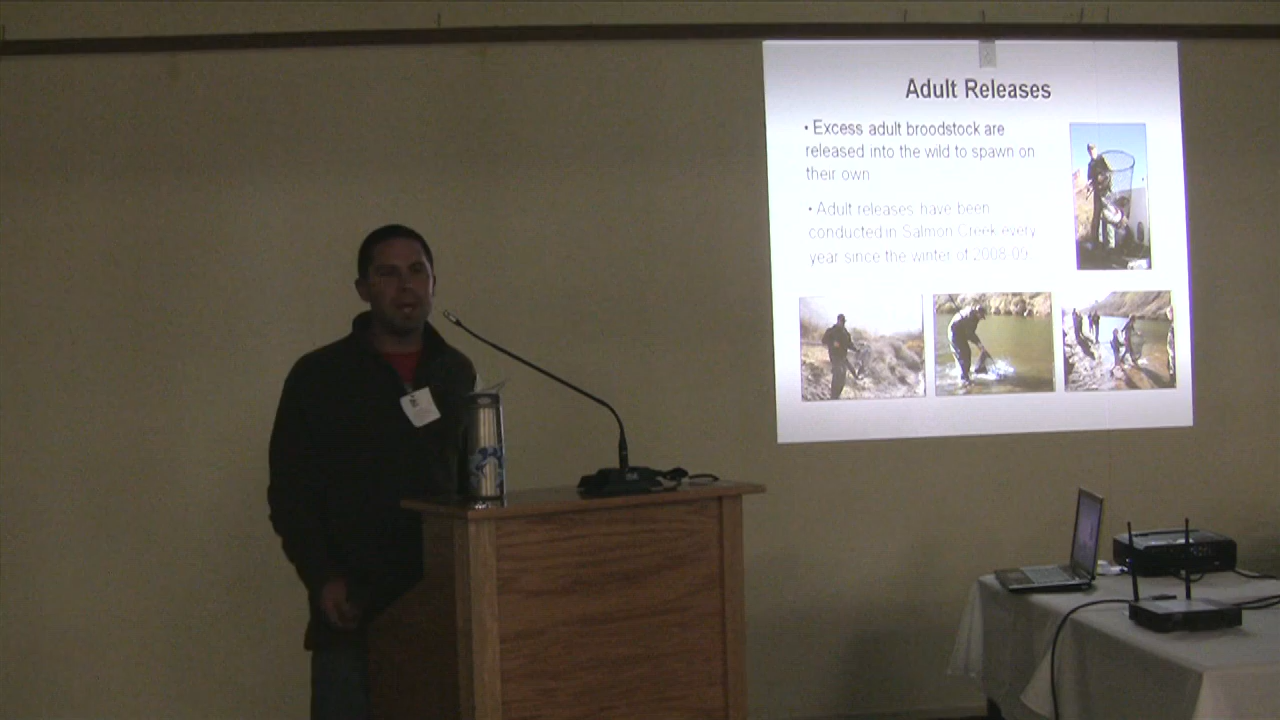 Adult Releases
• Excess adult broodstock are
released into the wild to spawn on
their own
• Adult releases have been
conducted in Salmon Creek every
year since the winter of 2008-09.